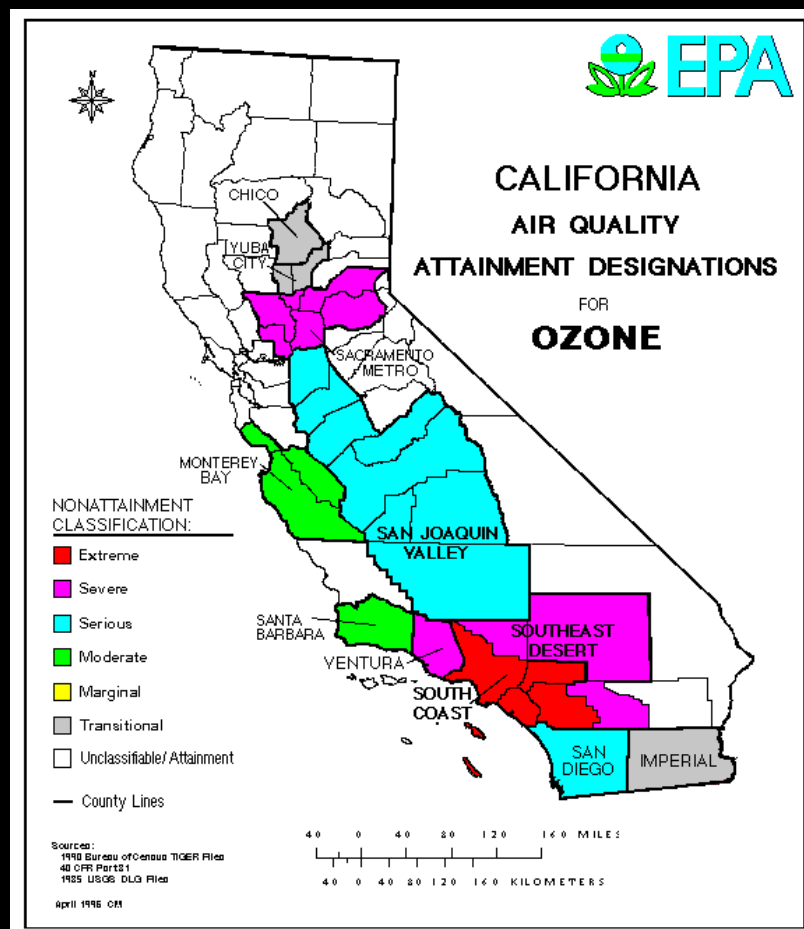 N
EPA
CALIFORNIA
AIR QUALITY
ATTAINMENT DESIGNATIONS
FOR
OZONE
CHICO
YUBA
CITY
SACRAMENTO
METRO
MONTEREY
BAY
SAN JOAQUIN
VALLEY
SANTA
BARBARA
VENTURA
SOUTHEAST
DESERT
SOUTH
COAST
SAN
DIEGO
IMPERIAL
NONATTAINMENT
CLASSIFICATION:
Extreme
Severe
Serious
Moderate
Marginal
Transitional
Unclassifiable/ Attainment
County Lines
Sources:
1990 Bureau of Census TIGER Files
40 CFR Part 81
1985 USGS DLG Files
April 1996 CM
40 0 40 80 120 160 MILES
40 0 40 80 120 160 KILOMETERS